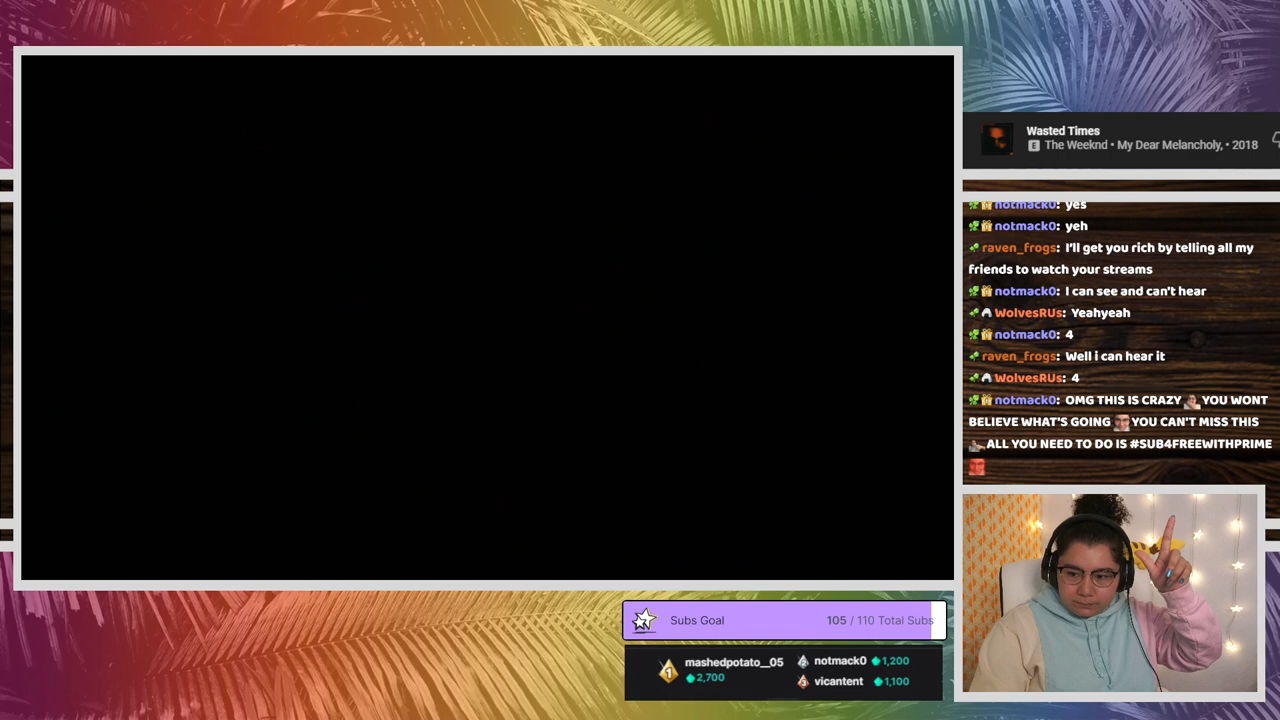 Wasted Times
E The Weeknd • My Dear Melancholy, • 2018
notmack0: yes
notmack0: yeh
raven_frogs: I'll get you rich by telling all my
friends to watch your streams
notmack0: I can see and can't hear
WolvesRUs: Yeahyeah
notmack0: 4
raven_frogs: Well i can hear it
WolvesRUs: 4
notmack0: OMG THIS IS CRAZY YOU WONT
BELIEVE WHAT'S GOING YOU CAN'T MISS THIS
ALL YOU NEED TO DO IS #SUB4FREEWITHPRIME
Subs Goal 105 / 110 Total Subs
1 mashedpotato__05 2,700
2 notmack0 1,200
3 vicantent 1,100